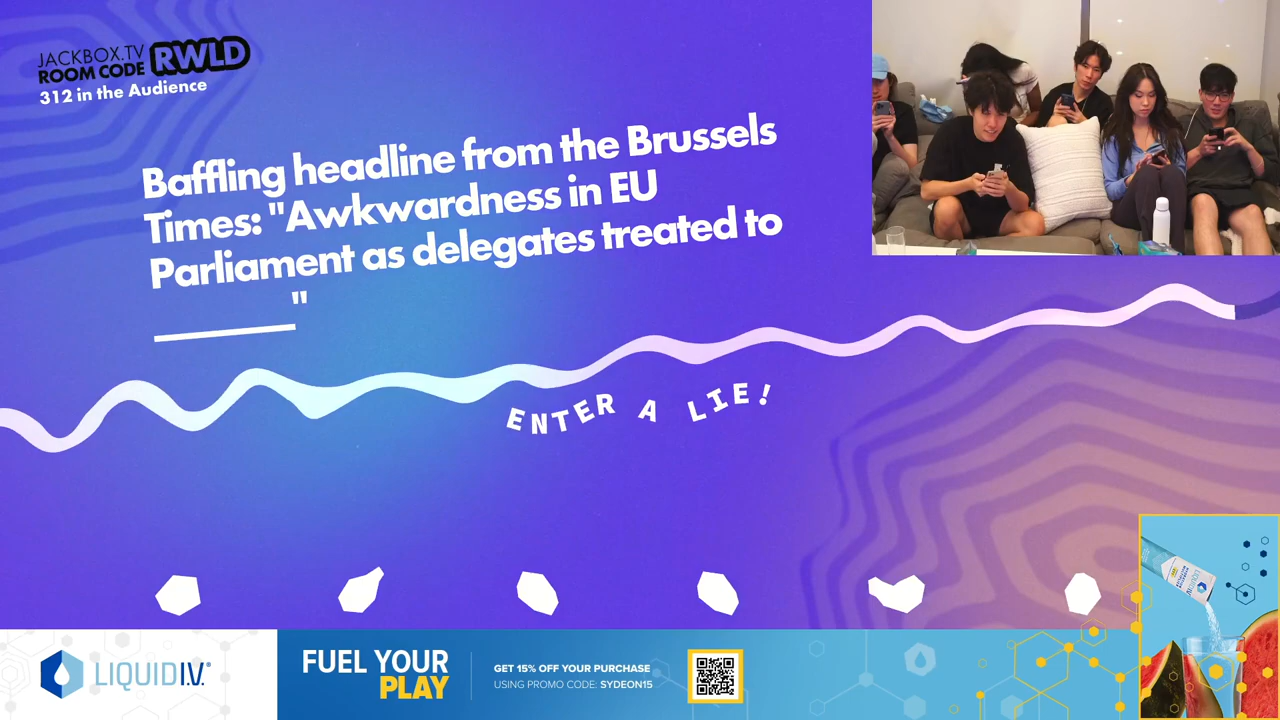 JACKBOX.TV
ROOM CODE RWLD
312 in the Audience
Baffling headline from the Brussels
Times: "Awkwardness in EU
Parliament as delegates treated to
________"
ENTER A LIE!
LIQUID I.V.
FUEL YOUR
PLAY
GET 15% OFF YOUR PURCHASE
USING PROMO CODE: SYDEON15